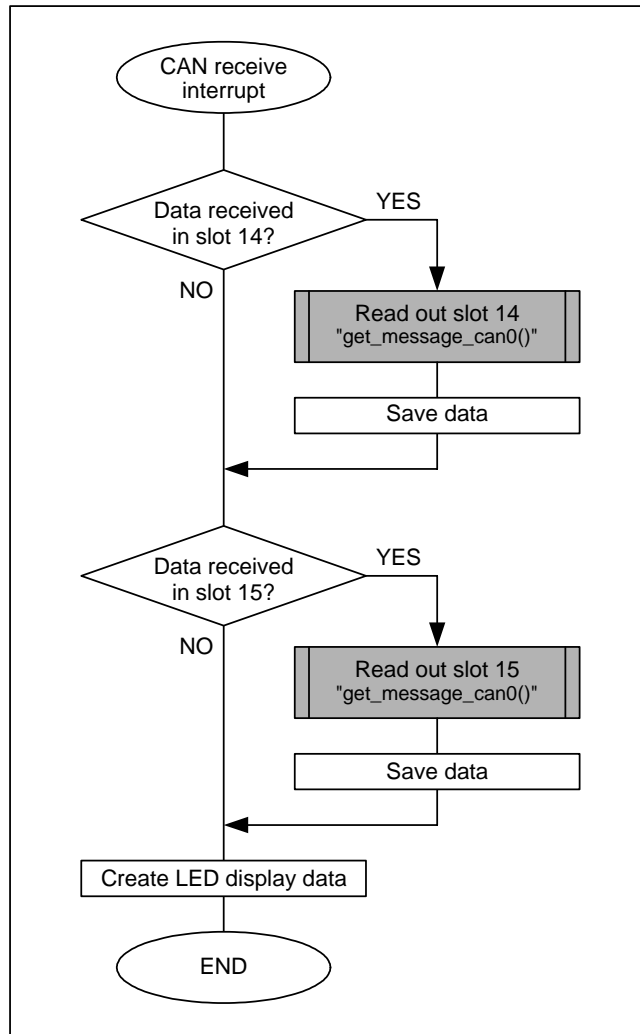 CAN receive
interrupt
Data received
in slot 14?
YES
NO
Read out slot 14
"get_message_can0()"
Save data
Data received
in slot 15?
YES
NO
Read out slot 15
"get_message_can0()"
Save data
Create LED display data
END